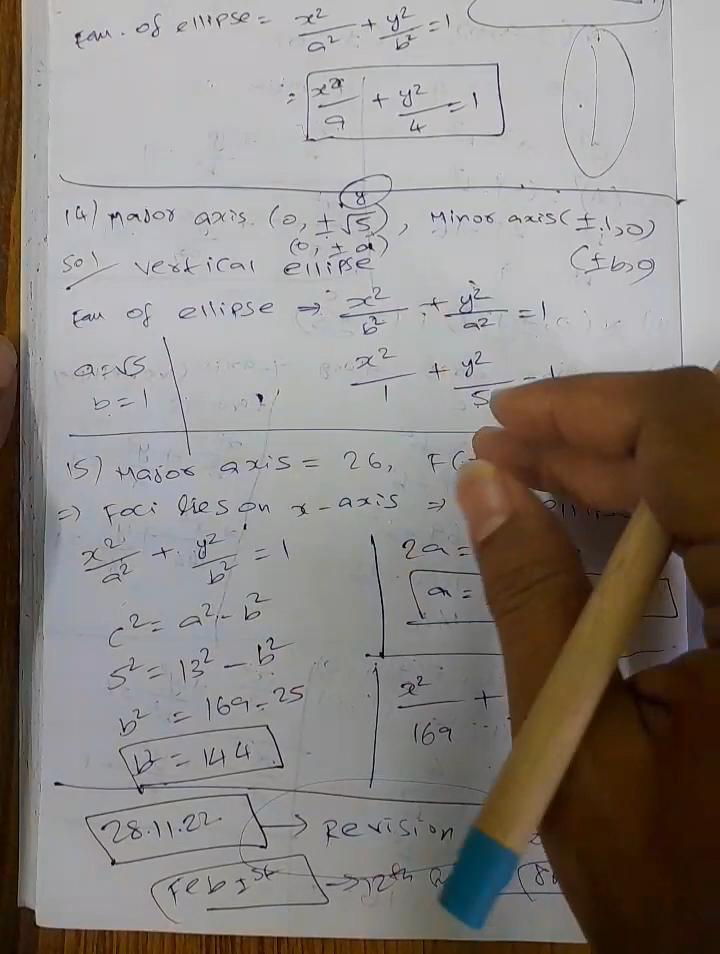 Eqn. of ellipse = x²/a² + y²/b² = 1
= x²/9 + y²/4 = 1
y
14) Major axis (0, ±√5), Minor axis (±1,0)
(0, ±a) (±b,0)
Sol vertical ellipse
Eqn of ellipse ⇒ x²/b² + y²/a² = 1
a=√5
b=1
x²/1 + y²/5 = 1
15) Major axis = 26, F(
⇒ Foci lies on x-axis ⇒
x²/a² + y²/b² = 1
2a =
a =
c² = a² - b²
5² = 13² - b²
b² = 169-25
b² = 144
x²/169 +
28.11.22 → Revision
Feb 1st → 12th